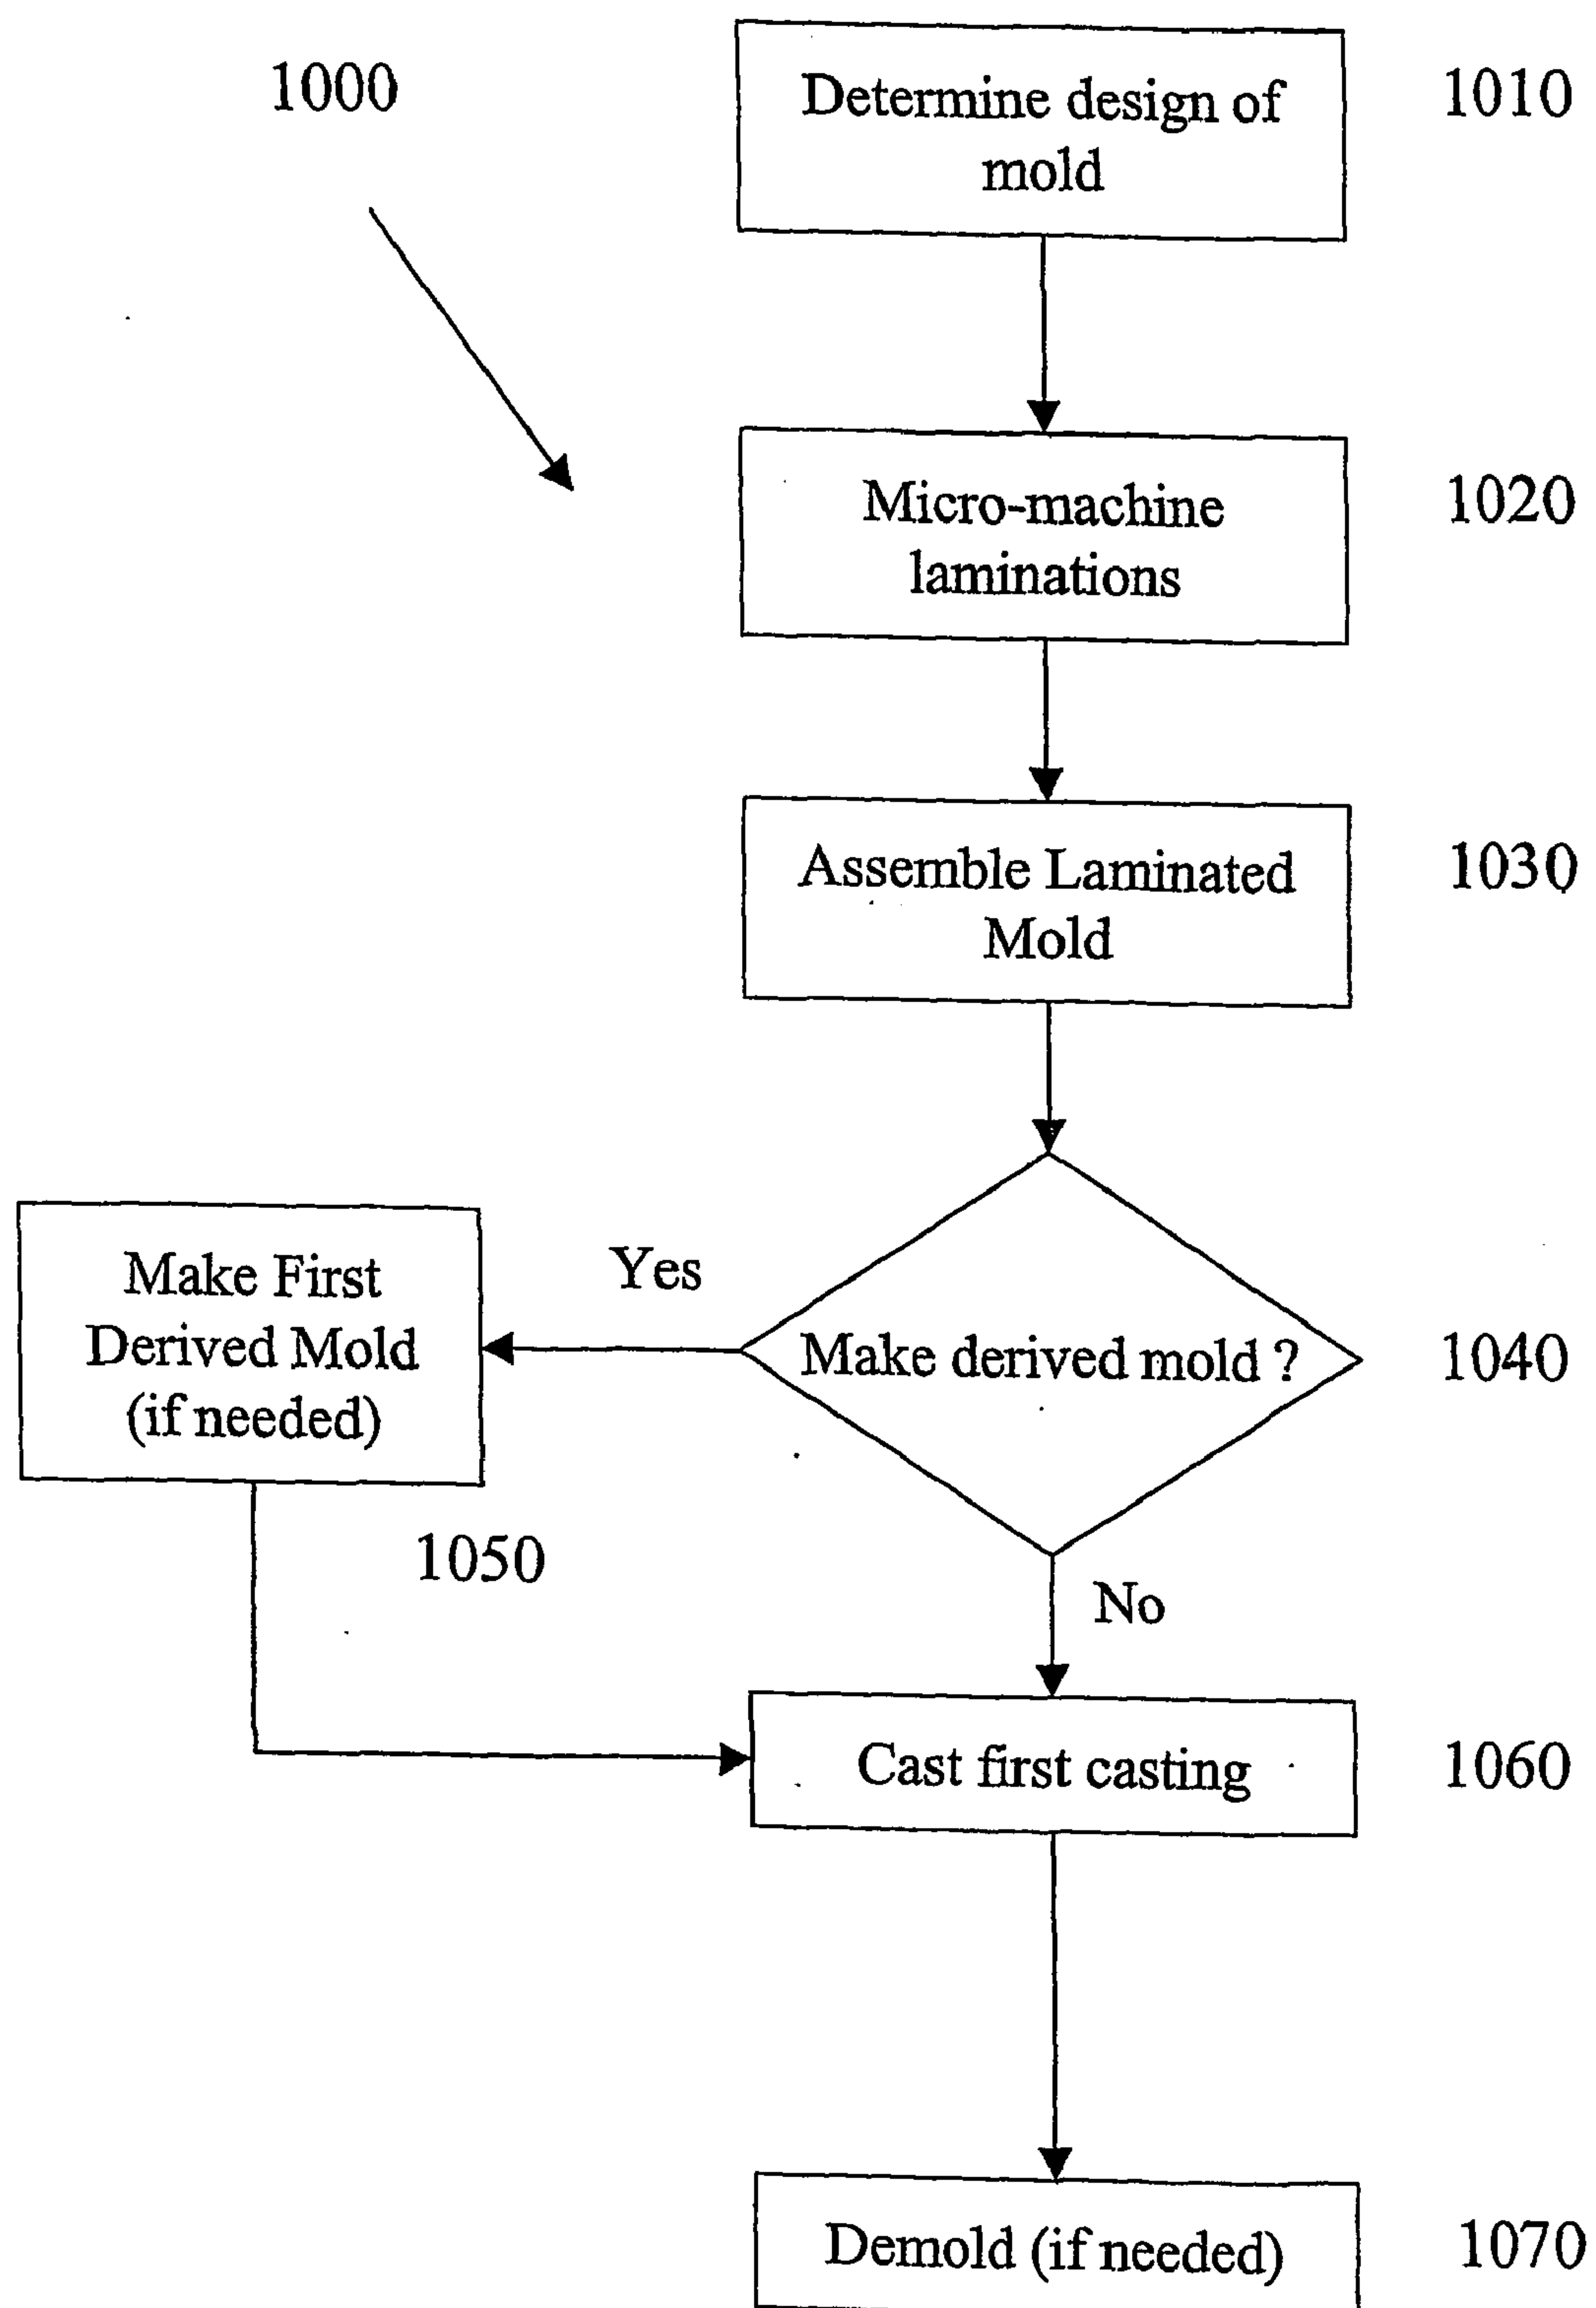 1000
Determine design of
mold
1010
Micro-machine
laminations
1020
Assemble Laminated
Mold
1030
Make First
Derived Mold
(if needed)
1050
Yes
Make derived mold ?
1040
No
Cast first casting
1060
Demold (if needed)
1070